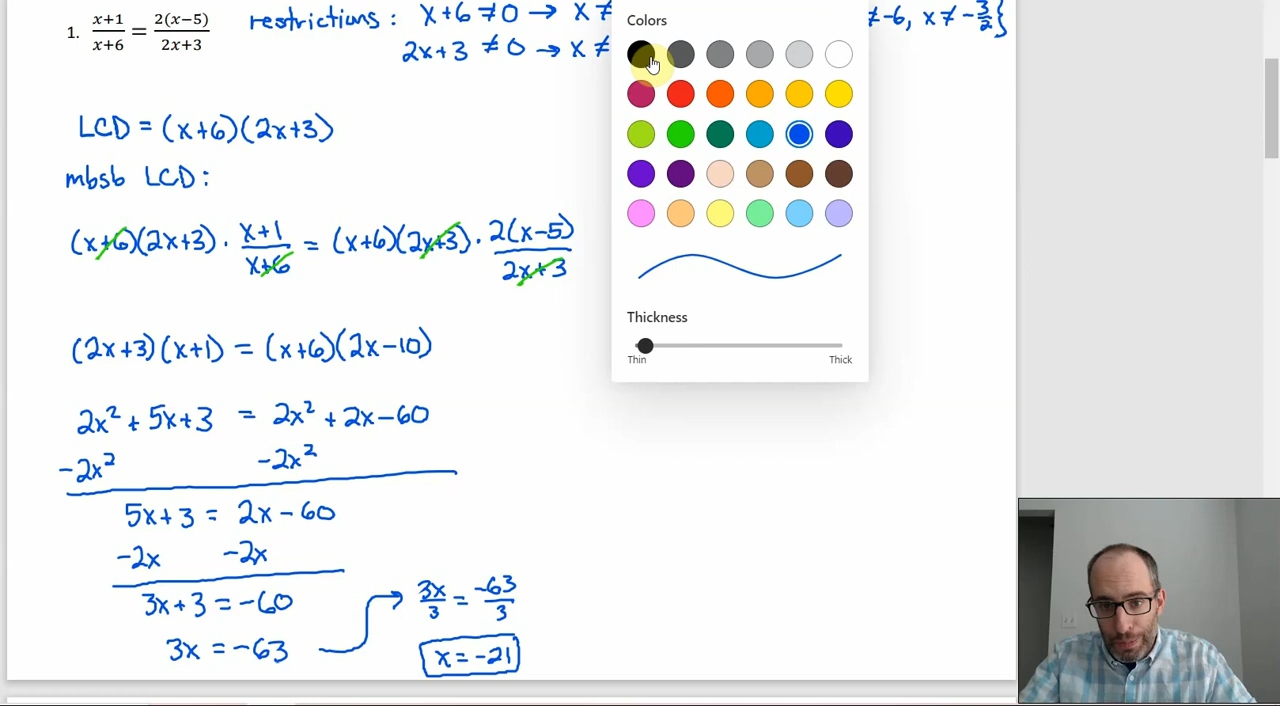 1. x+1/x+6 = 2(x−5)/2x+3 restrictions: x+6 ≠0 → x ≠
≠ -6, x ≠ -3/2}
2x+3 ≠ 0 → x ≠
LCD = (x+6)(2x+3)
mbsb LCD:
(x+6)(2x+3) · x+1/x+6 = (x+6)(2x+3) · 2(x-5)/2x+3
(2x+3)(x+1) = (x+6)(2x-10)
2x² + 5x+3 = 2x² + 2x-60
-2x² -2x²
5x+3 = 2x-60
-2x -2x
3x+3 = -60
3x = -63
3x/3 = -63/3
x = -21
Colors
Thickness
Thin Thick